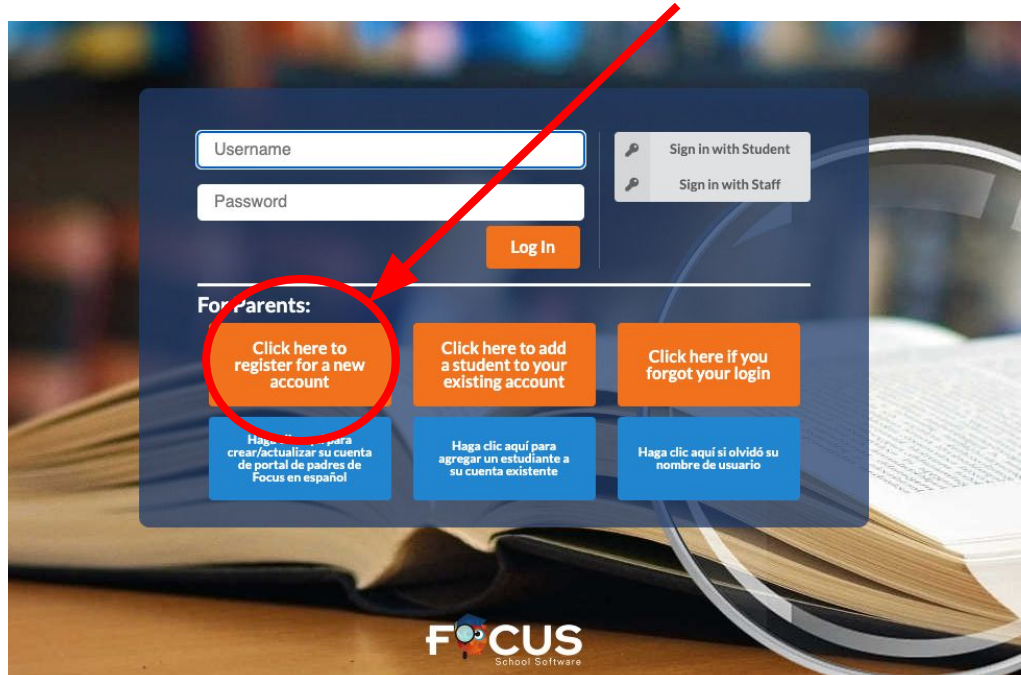 Username
Sign in with Student
Sign in with Staff
Password
Log In
For Parents:
Click here to
register for a new
account
Click here to add
a student to your
existing account
Click here if you
forgot your login
para
crear/actualizar su cuenta
de portal de padres de
Focus en español
Haga clic aquí para
agregar un estudiante a
su cuenta existente
Haga clic aquí si olvidó su
nombre de usuario
FOCUS
School Software